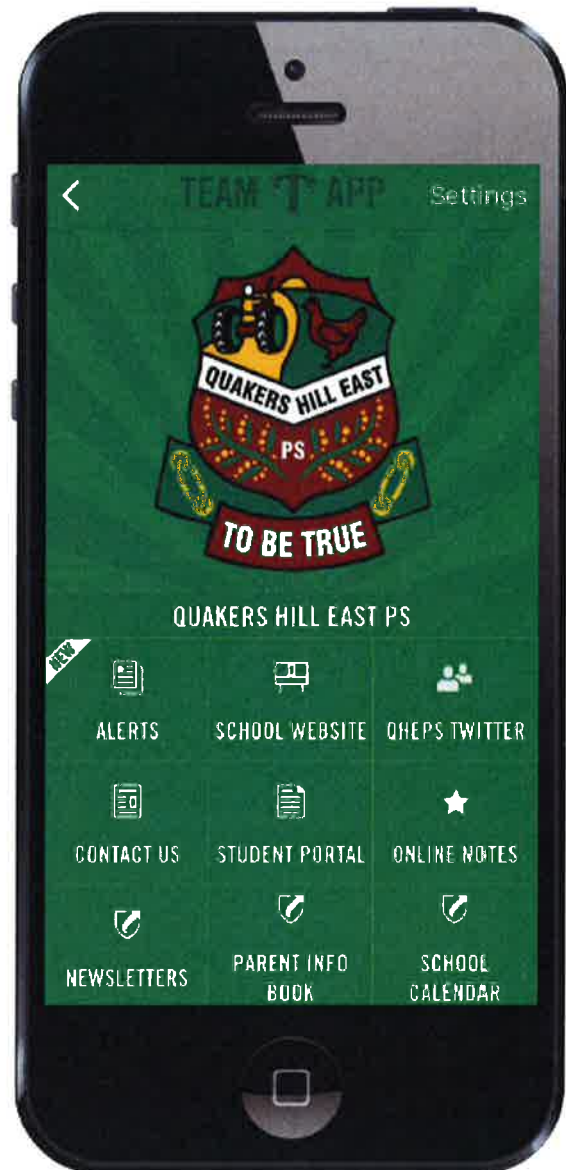 TEAM APP Settings
QUAKERS HILL EAST
PS
TO BE TRUE
QUAKERS HILL EAST PS
NEW
ALERTS SCHOOL WEBSITE QHEPS TWITTER
CONTACT US STUDENT PORTAL ONLINE NOTES
NEWSLETTERS PARENT INFO SCHOOL
BOOK CALENDAR